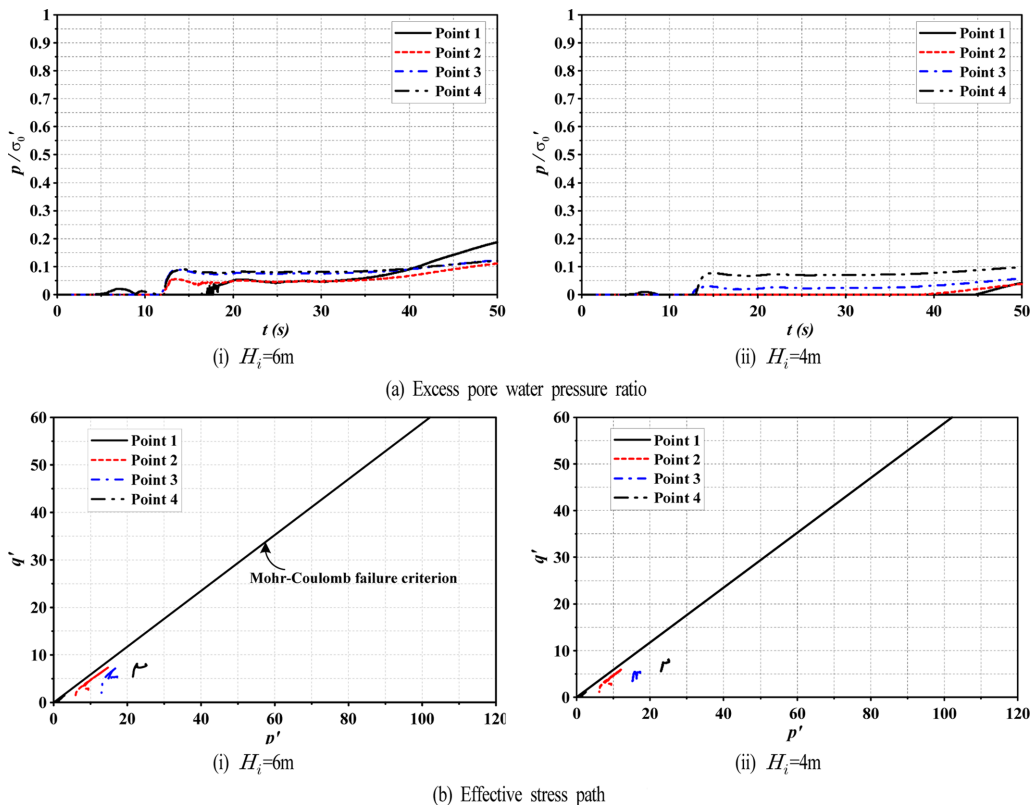 1
0.9
0.8
0.7
0.6
0.5
0.4
0.3
0.2
0.1
0
p / σ0′
0 10 20 30 40 50
t (s)
Point 1
Point 2
Point 3
Point 4
(i) Hi=6m
1
0.9
0.8
0.7
0.6
0.5
0.4
0.3
0.2
0.1
0
p / σ0′
0 10 20 30 40 50
t (s)
Point 1
Point 2
Point 3
Point 4
(ii) Hi=4m
(a) Excess pore water pressure ratio
60
50
40
30
20
10
0
q′
0 20 40 60 80 100 120
p′
Point 1
Point 2
Point 3
Point 4
Mohr-Coulomb failure criterion
(i) Hi=6m
60
50
40
30
20
10
0
q′
0 20 40 60 80 100 120
p′
Point 1
Point 2
Point 3
Point 4
(ii) Hi=4m
(b) Effective stress path